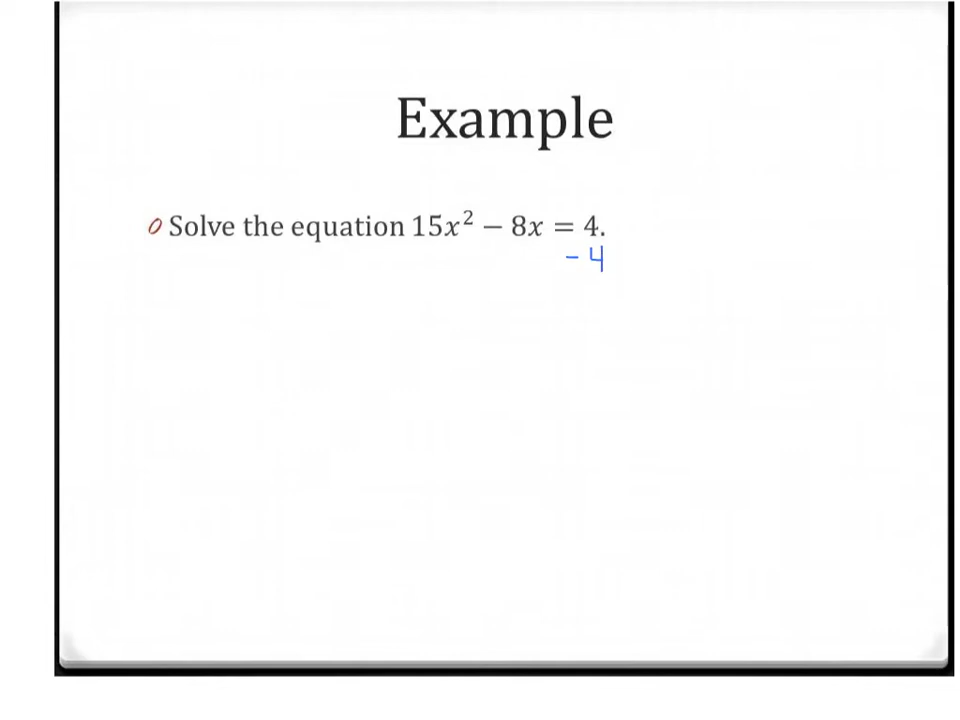 Example
Solve the equation 15x² − 8x = 4.
- 4